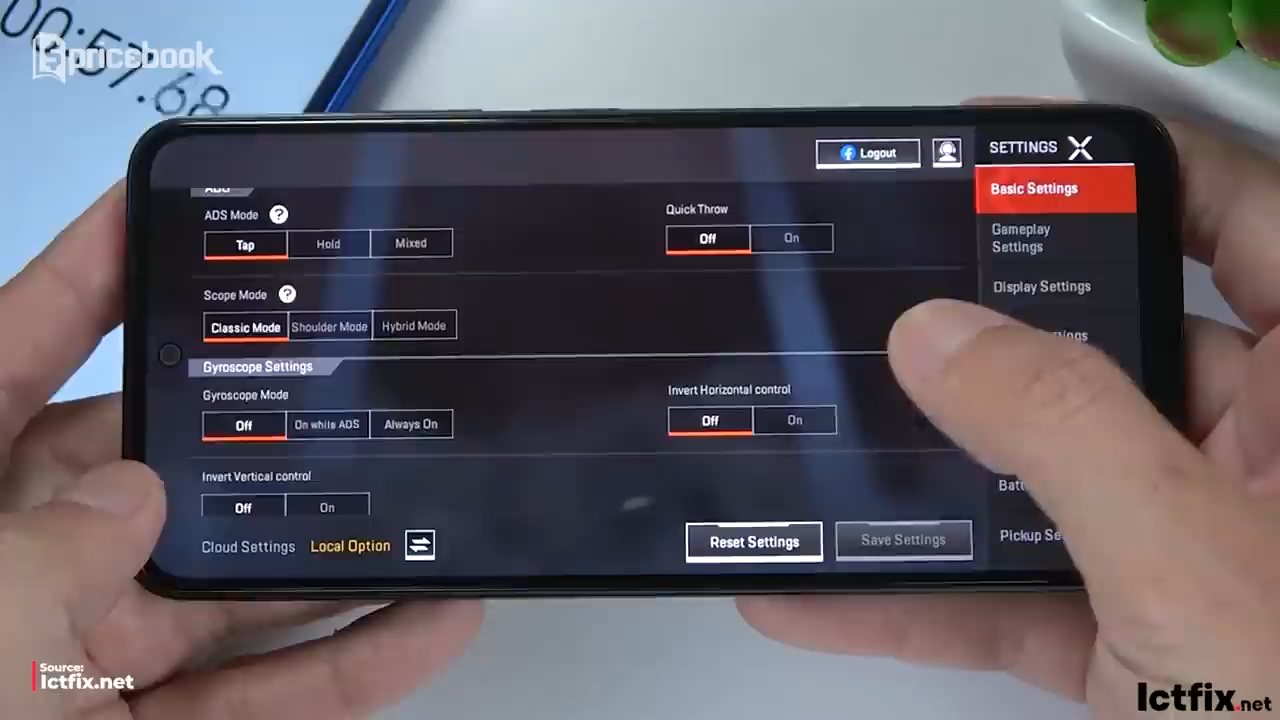 00:57.68
pricebook
Logout
SETTINGS
Basic Settings
ADS Mode ?
Quick Throw
Tap Hold Mixed
Off On
Gameplay
Settings
Scope Mode ?
Display Settings
Classic Mode Shoulder Mode Hybrid Mode
Gyroscope Settings
Gyroscope Mode
Invert Horizontal control
Off On while ADS Always On
Off On
Invert Vertical control
Off On
Cloud Settings Local Option
Reset Settings Save Settings
Pickup
Source:
Ictfix.net
Ictfix.net